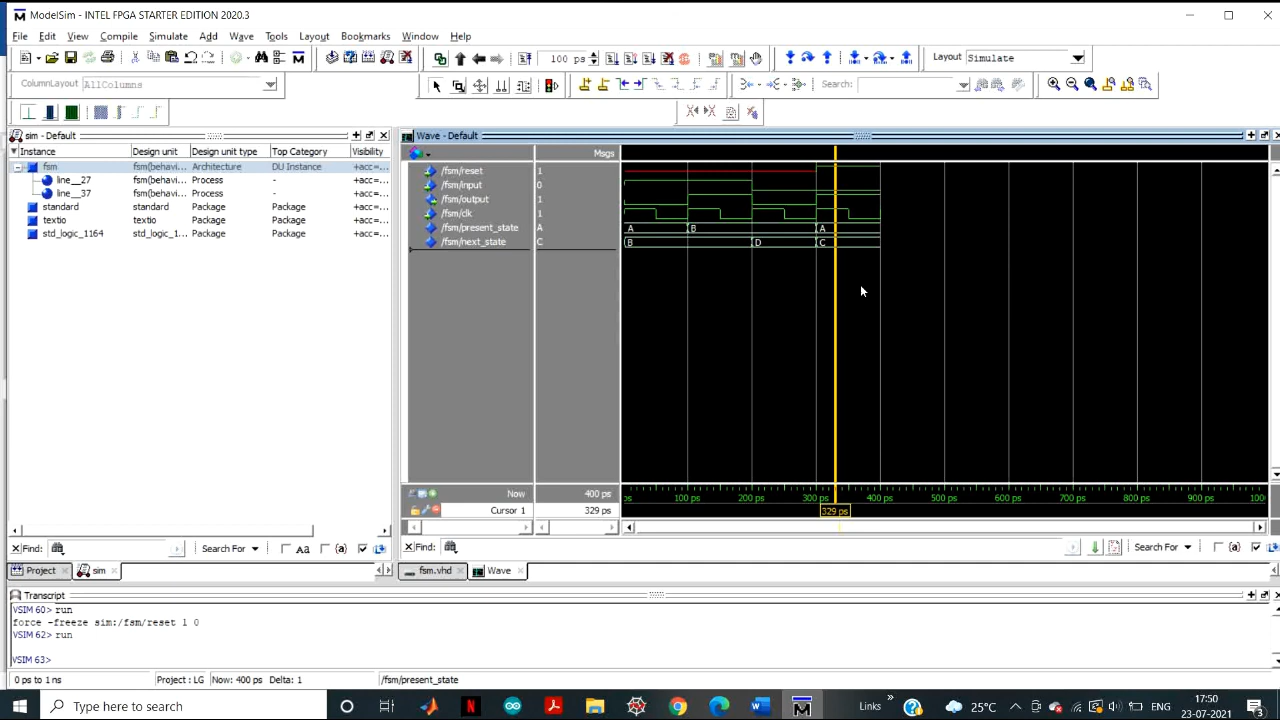 ModelSim - INTEL FPGA STARTER EDITION 2020.3
File Edit View Compile Simulate Add Wave Tools Layout Bookmarks Window Help
100 ps
Layout Simulate
ColumnLayout AllColumns
Search:
sim - Default
Wave - Default
Instance Design unit Design unit type Top Category Visibility
fsm fsm(behavi... Architecture DU Instance +acc=...
line__27 fsm(behavi... Process - +acc=...
line__37 fsm(behavi... Process - +acc=...
standard standard Package Package +acc=...
textio textio Package Package +acc=...
std_logic_1164 std_logic_1... Package Package +acc=...
Msgs
/fsm/reset 1
/fsm/input 0
/fsm/output 1
/fsm/clk 1
/fsm/present_state A A B A
/fsm/next_state C B D C
Now 400 ps ps 100 ps 200 ps 300 ps 400 ps 500 ps 600 ps 700 ps 800 ps 900 ps 1000
Cursor 1 329 ps 329 ps
Find: Search For (a)
Find: Search For (a)
Project sim
fsm.vhd Wave
Transcript
VSIM 60> run
force -freeze sim:/fsm/reset 1 0
VSIM 62> run
VSIM 63>
0 ps to 1 ns Project : LG Now: 400 ps Delta: 1 /fsm/present_state
Type here to search
Links 25°C ENG 17:50
23-07-2021 3